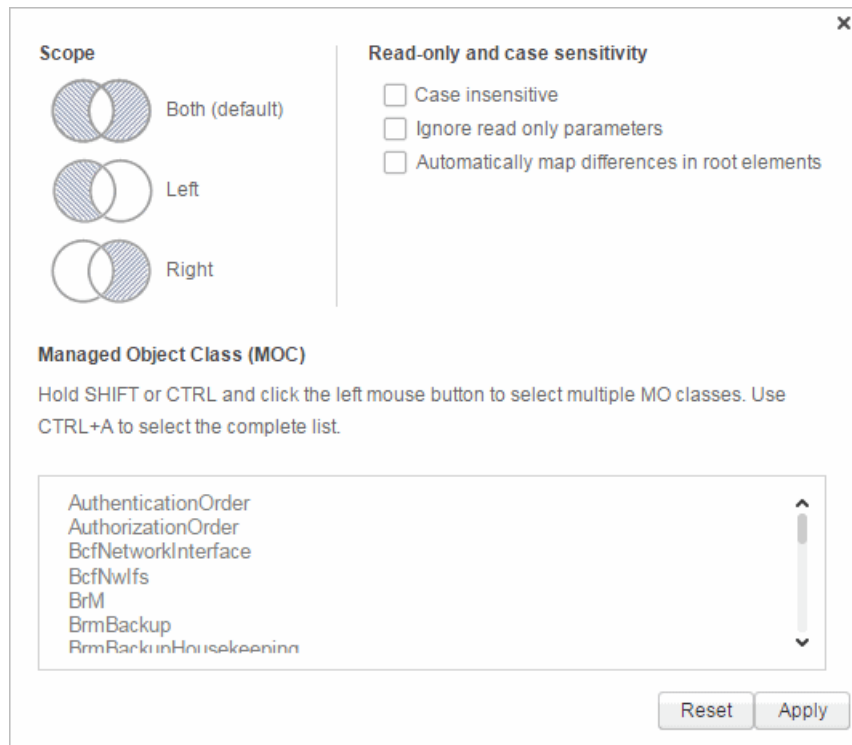 Scope
Both (default)
Left
Right
Read-only and case sensitivity
Case insensitive
Ignore read only parameters
Automatically map differences in root elements
Managed Object Class (MOC)
Hold SHIFT or CTRL and click the left mouse button to select multiple MO classes. Use
CTRL+A to select the complete list.
AuthenticationOrder
AuthorizationOrder
BcfNetworkInterface
BcfNwIfs
BrM
BrmBackup
BrmBackupHousekeeping
Reset
Apply